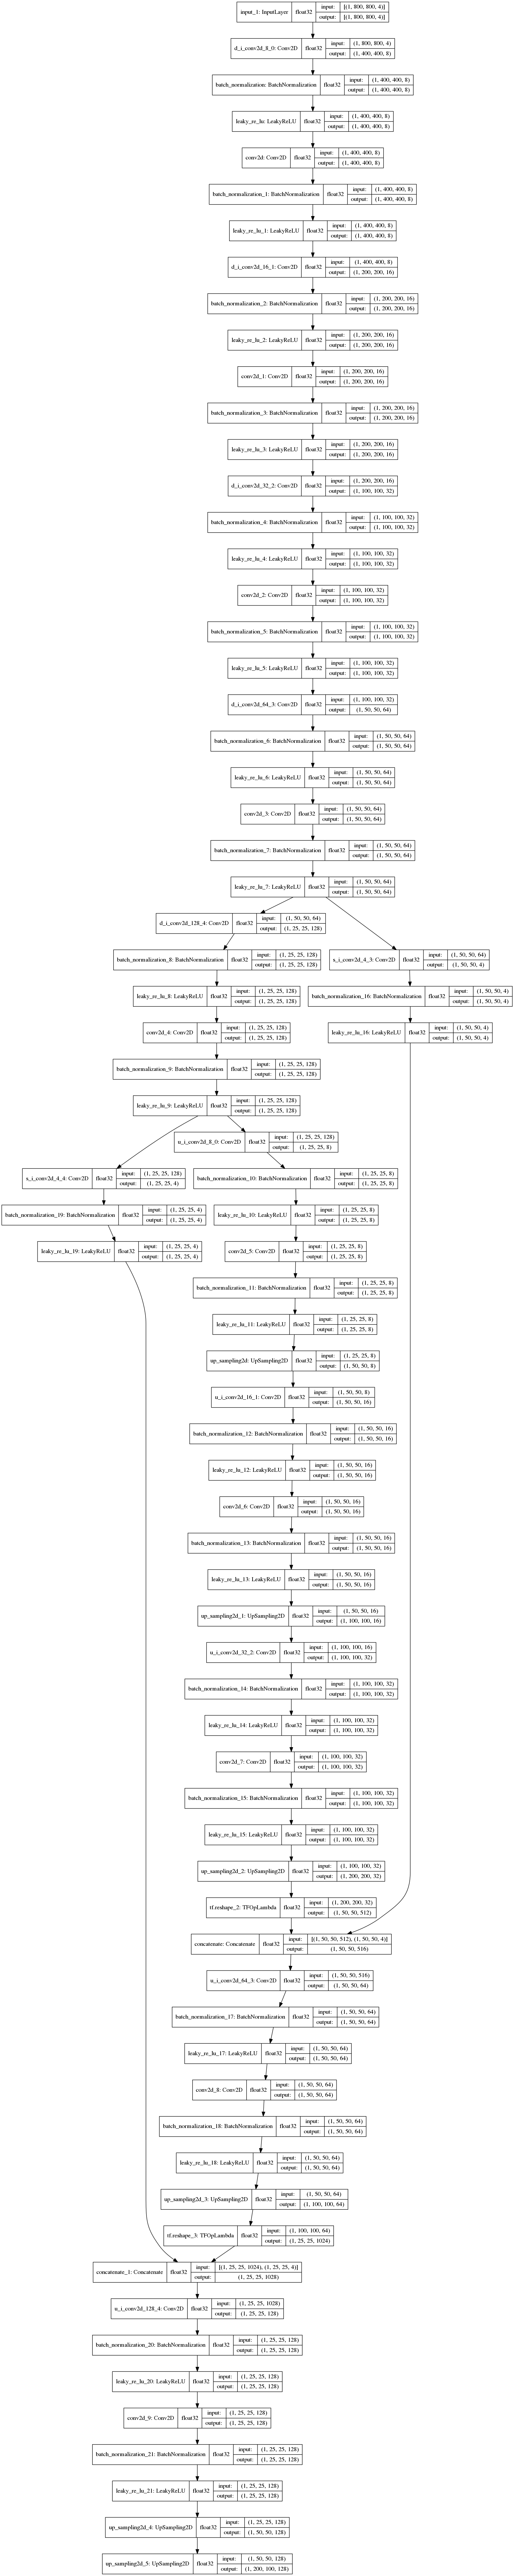 input_1: InputLayer float32 input: [(1, 800, 800, 4)]
output: [(1, 800, 800, 4)]
d_i_conv2d_8_0: Conv2D float32 input: (1, 800, 800, 4)
output: (1, 400, 400, 8)
batch_normalization: BatchNormalization float32 input: (1, 400, 400, 8)
output: (1, 400, 400, 8)
leaky_re_lu: LeakyReLU float32 input: (1, 400, 400, 8)
output: (1, 400, 400, 8)
conv2d: Conv2D float32 input: (1, 400, 400, 8)
output: (1, 400, 400, 8)
batch_normalization_1: BatchNormalization float32 input: (1, 400, 400, 8)
output: (1, 400, 400, 8)
leaky_re_lu_1: LeakyReLU float32 input: (1, 400, 400, 8)
output: (1, 400, 400, 8)
d_i_conv2d_16_1: Conv2D float32 input: (1, 400, 400, 8)
output: (1, 200, 200, 16)
batch_normalization_2: BatchNormalization float32 input: (1, 200, 200, 16)
output: (1, 200, 200, 16)
leaky_re_lu_2: LeakyReLU float32 input: (1, 200, 200, 16)
output: (1, 200, 200, 16)
conv2d_1: Conv2D float32 input: (1, 200, 200, 16)
output: (1, 200, 200, 16)
batch_normalization_3: BatchNormalization float32 input: (1, 200, 200, 16)
output: (1, 200, 200, 16)
leaky_re_lu_3: LeakyReLU float32 input: (1, 200, 200, 16)
output: (1, 200, 200, 16)
d_i_conv2d_32_2: Conv2D float32 input: (1, 200, 200, 16)
output: (1, 100, 100, 32)
batch_normalization_4: BatchNormalization float32 input: (1, 100, 100, 32)
output: (1, 100, 100, 32)
leaky_re_lu_4: LeakyReLU float32 input: (1, 100, 100, 32)
output: (1, 100, 100, 32)
conv2d_2: Conv2D float32 input: (1, 100, 100, 32)
output: (1, 100, 100, 32)
batch_normalization_5: BatchNormalization float32 input: (1, 100, 100, 32)
output: (1, 100, 100, 32)
leaky_re_lu_5: LeakyReLU float32 input: (1, 100, 100, 32)
output: (1, 100, 100, 32)
d_i_conv2d_64_3: Conv2D float32 input: (1, 100, 100, 32)
output: (1, 50, 50, 64)
batch_normalization_6: BatchNormalization float32 input: (1, 50, 50, 64)
output: (1, 50, 50, 64)
leaky_re_lu_6: LeakyReLU float32 input: (1, 50, 50, 64)
output: (1, 50, 50, 64)
conv2d_3: Conv2D float32 input: (1, 50, 50, 64)
output: (1, 50, 50, 64)
batch_normalization_7: BatchNormalization float32 input: (1, 50, 50, 64)
output: (1, 50, 50, 64)
leaky_re_lu_7: LeakyReLU float32 input: (1, 50, 50, 64)
output: (1, 50, 50, 64)
d_i_conv2d_128_4: Conv2D float32 input: (1, 50, 50, 64)
output: (1, 25, 25, 128)
batch_normalization_8: BatchNormalization float32 input: (1, 25, 25, 128)
output: (1, 25, 25, 128)
s_i_conv2d_4_3: Conv2D float32 input: (1, 50, 50, 64)
output: (1, 50, 50, 4)
leaky_re_lu_8: LeakyReLU float32 input: (1, 25, 25, 128)
output: (1, 25, 25, 128)
batch_normalization_16: BatchNormalization float32 input: (1, 50, 50, 4)
output: (1, 50, 50, 4)
conv2d_4: Conv2D float32 input: (1, 25, 25, 128)
output: (1, 25, 25, 128)
leaky_re_lu_16: LeakyReLU float32 input: (1, 50, 50, 4)
output: (1, 50, 50, 4)
batch_normalization_9: BatchNormalization float32 input: (1, 25, 25, 128)
output: (1, 25, 25, 128)
leaky_re_lu_9: LeakyReLU float32 input: (1, 25, 25, 128)
output: (1, 25, 25, 128)
u_i_conv2d_8_0: Conv2D float32 input: (1, 25, 25, 128)
output: (1, 25, 25, 8)
s_i_conv2d_4_4: Conv2D float32 input: (1, 25, 25, 128)
output: (1, 25, 25, 4)
batch_normalization_10: BatchNormalization float32 input: (1, 25, 25, 8)
output: (1, 25, 25, 8)
batch_normalization_19: BatchNormalization float32 input: (1, 25, 25, 4)
output: (1, 25, 25, 4)
leaky_re_lu_10: LeakyReLU float32 input: (1, 25, 25, 8)
output: (1, 25, 25, 8)
leaky_re_lu_19: LeakyReLU float32 input: (1, 25, 25, 4)
output: (1, 25, 25, 4)
conv2d_5: Conv2D float32 input: (1, 25, 25, 8)
output: (1, 25, 25, 8)
batch_normalization_11: BatchNormalization float32 input: (1, 25, 25, 8)
output: (1, 25, 25, 8)
leaky_re_lu_11: LeakyReLU float32 input: (1, 25, 25, 8)
output: (1, 25, 25, 8)
up_sampling2d: UpSampling2D float32 input: (1, 25, 25, 8)
output: (1, 50, 50, 8)
u_i_conv2d_16_1: Conv2D float32 input: (1, 50, 50, 8)
output: (1, 50, 50, 16)
batch_normalization_12: BatchNormalization float32 input: (1, 50, 50, 16)
output: (1, 50, 50, 16)
leaky_re_lu_12: LeakyReLU float32 input: (1, 50, 50, 16)
output: (1, 50, 50, 16)
conv2d_6: Conv2D float32 input: (1, 50, 50, 16)
output: (1, 50, 50, 16)
batch_normalization_13: BatchNormalization float32 input: (1, 50, 50, 16)
output: (1, 50, 50, 16)
leaky_re_lu_13: LeakyReLU float32 input: (1, 50, 50, 16)
output: (1, 50, 50, 16)
up_sampling2d_1: UpSampling2D float32 input: (1, 50, 50, 16)
output: (1, 100, 100, 16)
u_i_conv2d_32_2: Conv2D float32 input: (1, 100, 100, 16)
output: (1, 100, 100, 32)
batch_normalization_14: BatchNormalization float32 input: (1, 100, 100, 32)
output: (1, 100, 100, 32)
leaky_re_lu_14: LeakyReLU float32 input: (1, 100, 100, 32)
output: (1, 100, 100, 32)
conv2d_7: Conv2D float32 input: (1, 100, 100, 32)
output: (1, 100, 100, 32)
batch_normalization_15: BatchNormalization float32 input: (1, 100, 100, 32)
output: (1, 100, 100, 32)
leaky_re_lu_15: LeakyReLU float32 input: (1, 100, 100, 32)
output: (1, 100, 100, 32)
up_sampling2d_2: UpSampling2D float32 input: (1, 100, 100, 32)
output: (1, 200, 200, 32)
tf.reshape_2: TFOpLambda float32 input: (1, 200, 200, 32)
output: (1, 50, 50, 512)
concatenate: Concatenate float32 input: [(1, 50, 50, 512), (1, 50, 50, 4)]
output: (1, 50, 50, 516)
u_i_conv2d_64_3: Conv2D float32 input: (1, 50, 50, 516)
output: (1, 50, 50, 64)
batch_normalization_17: BatchNormalization float32 input: (1, 50, 50, 64)
output: (1, 50, 50, 64)
leaky_re_lu_17: LeakyReLU float32 input: (1, 50, 50, 64)
output: (1, 50, 50, 64)
conv2d_8: Conv2D float32 input: (1, 50, 50, 64)
output: (1, 50, 50, 64)
batch_normalization_18: BatchNormalization float32 input: (1, 50, 50, 64)
output: (1, 50, 50, 64)
leaky_re_lu_18: LeakyReLU float32 input: (1, 50, 50, 64)
output: (1, 50, 50, 64)
up_sampling2d_3: UpSampling2D float32 input: (1, 50, 50, 64)
output: (1, 100, 100, 64)
tf.reshape_3: TFOpLambda float32 input: (1, 100, 100, 64)
output: (1, 25, 25, 1024)
concatenate_1: Concatenate float32 input: [(1, 25, 25, 1024), (1, 25, 25, 4)]
output: (1, 25, 25, 1028)
u_i_conv2d_128_4: Conv2D float32 input: (1, 25, 25, 1028)
output: (1, 25, 25, 128)
batch_normalization_20: BatchNormalization float32 input: (1, 25, 25, 128)
output: (1, 25, 25, 128)
leaky_re_lu_20: LeakyReLU float32 input: (1, 25, 25, 128)
output: (1, 25, 25, 128)
conv2d_9: Conv2D float32 input: (1, 25, 25, 128)
output: (1, 25, 25, 128)
batch_normalization_21: BatchNormalization float32 input: (1, 25, 25, 128)
output: (1, 25, 25, 128)
leaky_re_lu_21: LeakyReLU float32 input: (1, 25, 25, 128)
output: (1, 25, 25, 128)
up_sampling2d_4: UpSampling2D float32 input: (1, 25, 25, 128)
output: (1, 50, 50, 128)
up_sampling2d_5: UpSampling2D float32 input: (1, 50, 50, 128)
output: (1, 200, 100, 128)